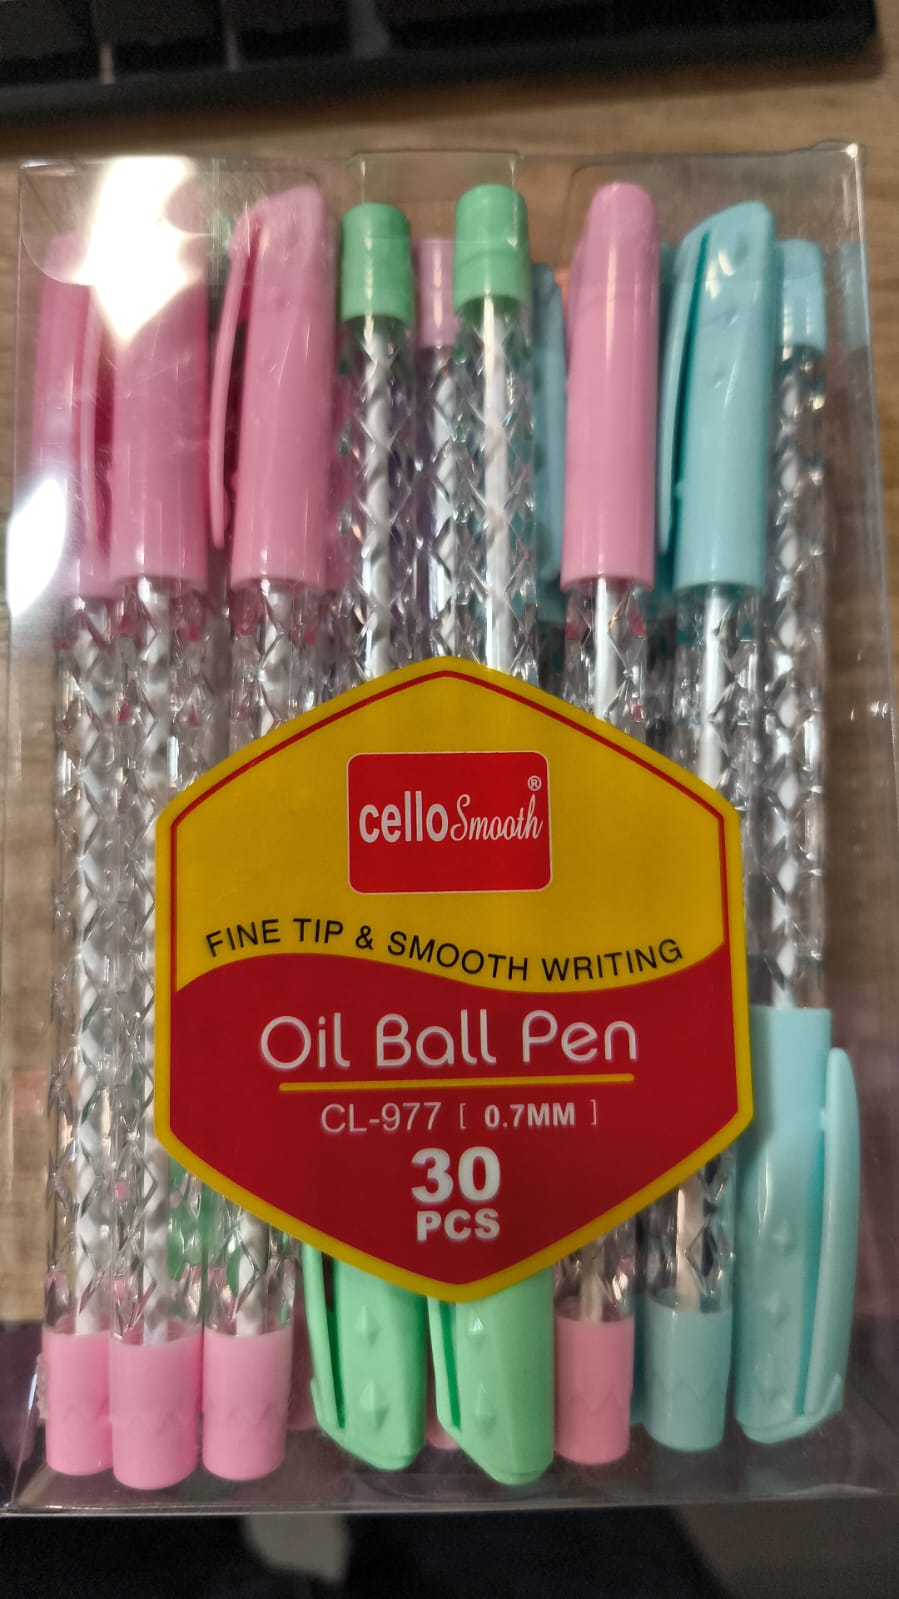 cello Smooth®
FINE TIP & SMOOTH WRITING
Oil Ball Pen
CL-977 [ 0.7MM ]
30
PCS